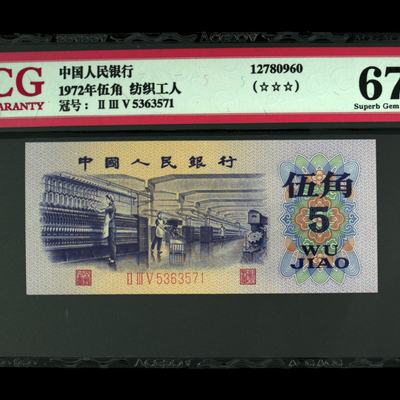 CG
ARANTY
中国人民银行
1972年伍角 纺织工人
冠号: ⅡⅢⅤ5363571
12780960
(☆☆☆)
67
Superb Gem
中國人民銀行
伍角
5
WU
JIAO
ⅡⅢⅤ5363571